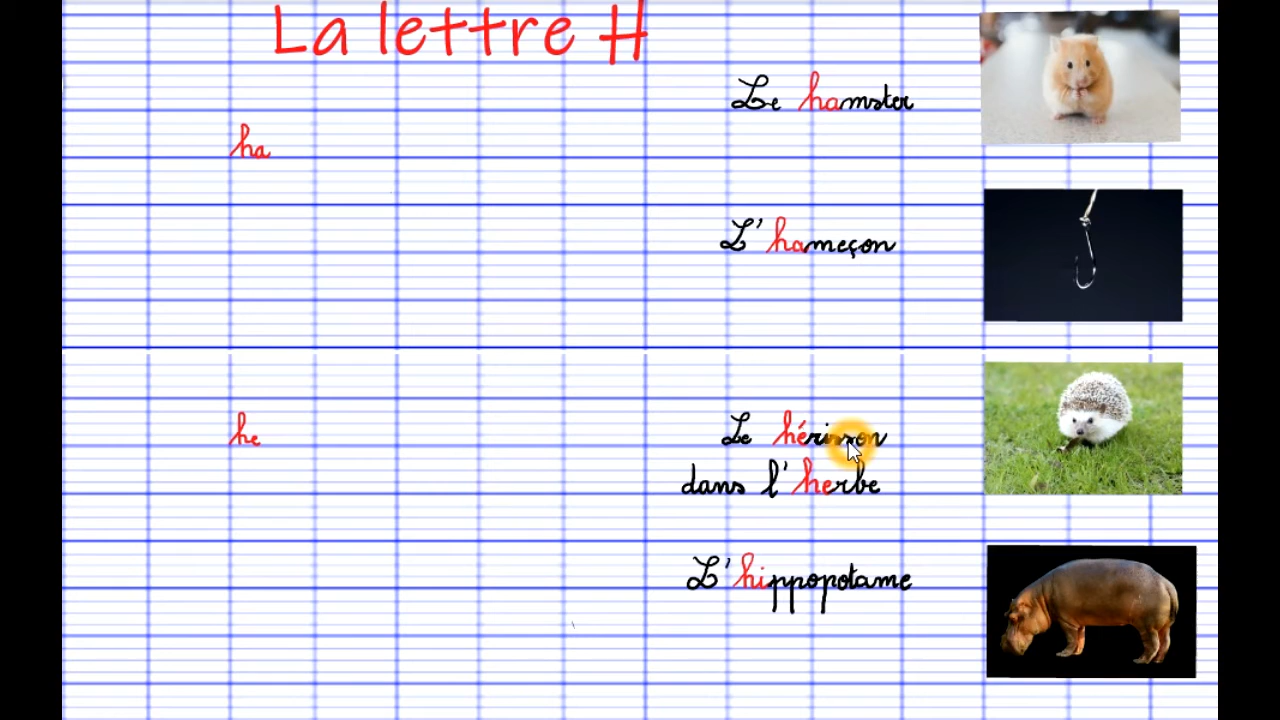 La lettre H
Le hamster
ha
L'hameçon
he
Le hérisson
dans l'herbe
L'hippopotame